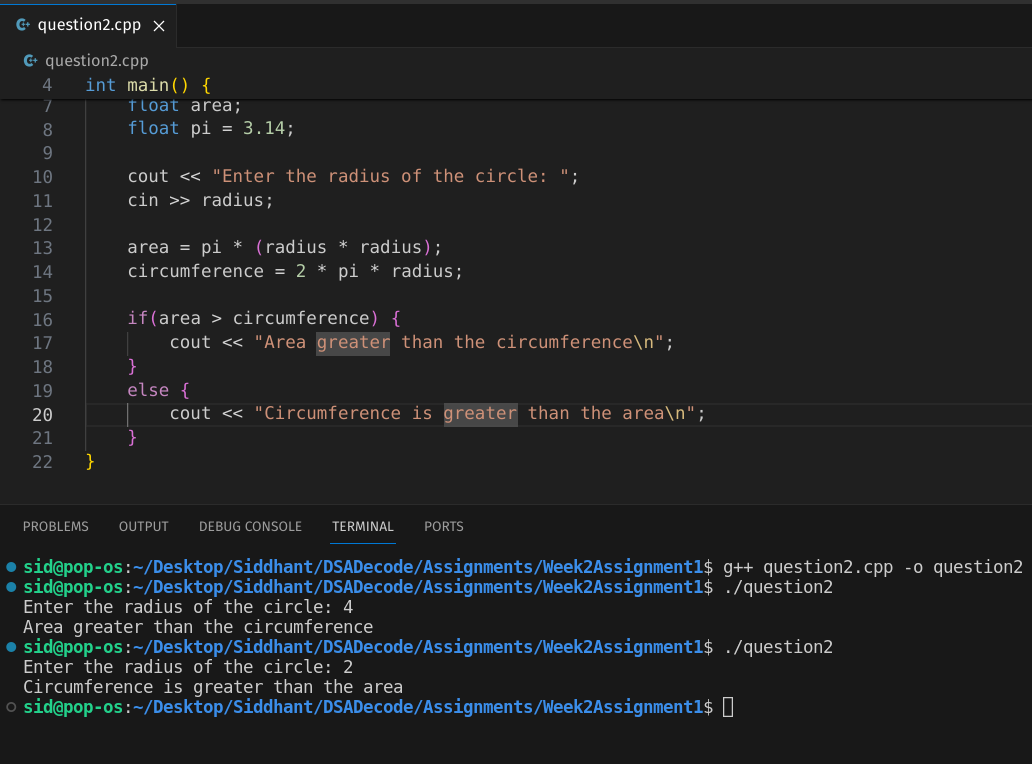 question2.cpp
question2.cpp
4 int main() {
7 float area;
8 float pi = 3.14;
9
10 cout << "Enter the radius of the circle: ";
11 cin >> radius;
12
13 area = pi * (radius * radius);
14 circumference = 2 * pi * radius;
15
16 if(area > circumference) {
17 cout << "Area greater than the circumference\n";
18 }
19 else {
20 cout << "Circumference is greater than the area\n";
21 }
22 }
PROBLEMS OUTPUT DEBUG CONSOLE TERMINAL PORTS
sid@pop-os:~/Desktop/Siddhant/DSADecode/Assignments/Week2Assignment1$ g++ question2.cpp -o question2
sid@pop-os:~/Desktop/Siddhant/DSADecode/Assignments/Week2Assignment1$ ./question2
Enter the radius of the circle: 4
Area greater than the circumference
sid@pop-os:~/Desktop/Siddhant/DSADecode/Assignments/Week2Assignment1$ ./question2
Enter the radius of the circle: 2
Circumference is greater than the area
sid@pop-os:~/Desktop/Siddhant/DSADecode/Assignments/Week2Assignment1$